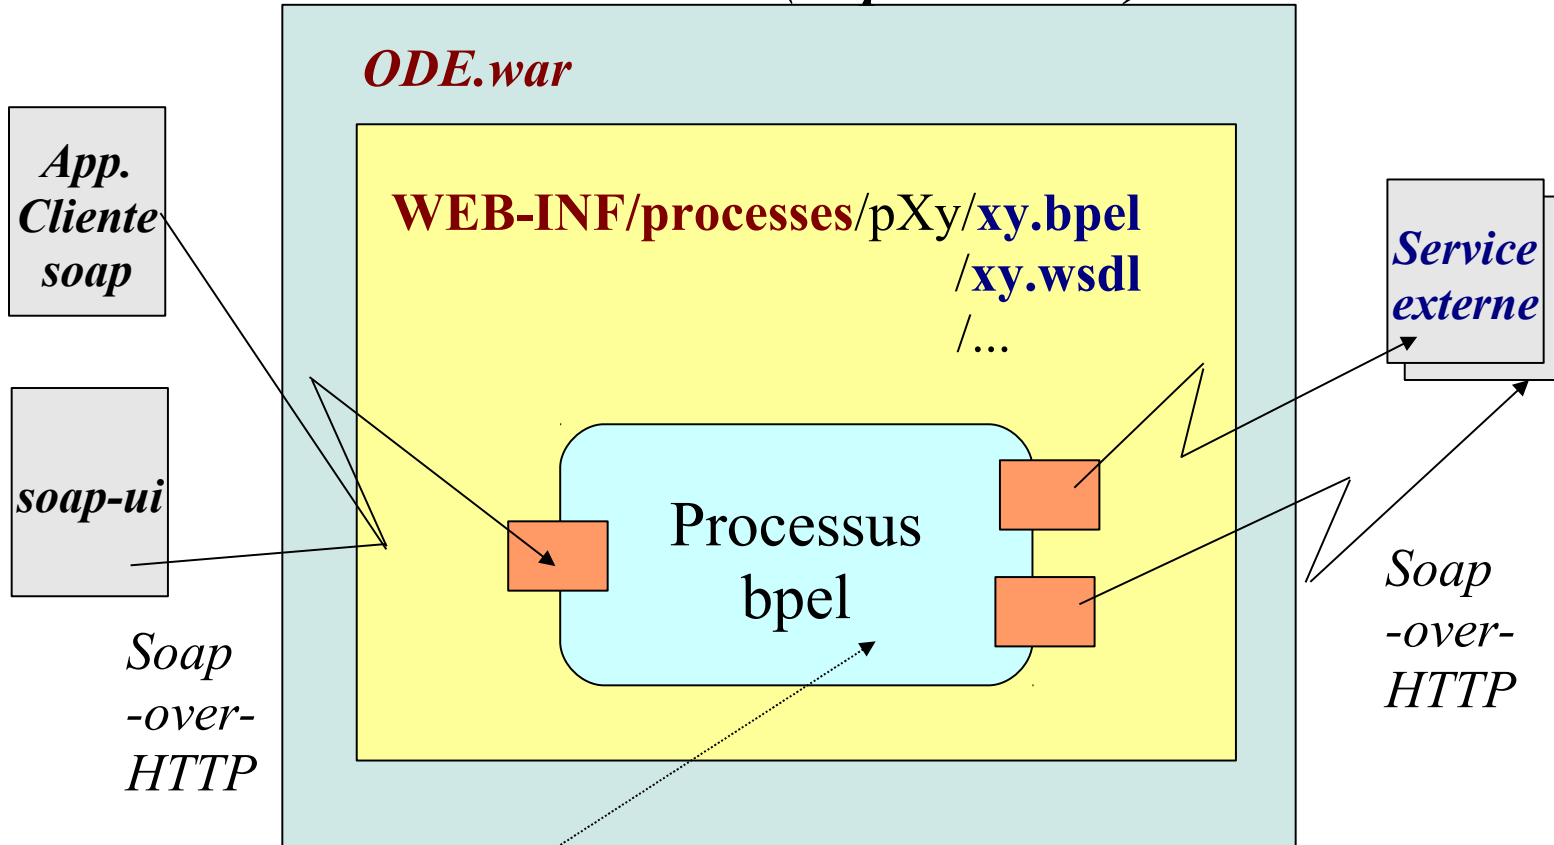 ODE.war
App.
Cliente
soap
WEB-INF/processes/pXy/xy.bpel
/xy.wsdl
/...
Service
externe
soap-ui
Processus
bpel
Soap
-over-
HTTP
Soap
-over-
HTTP